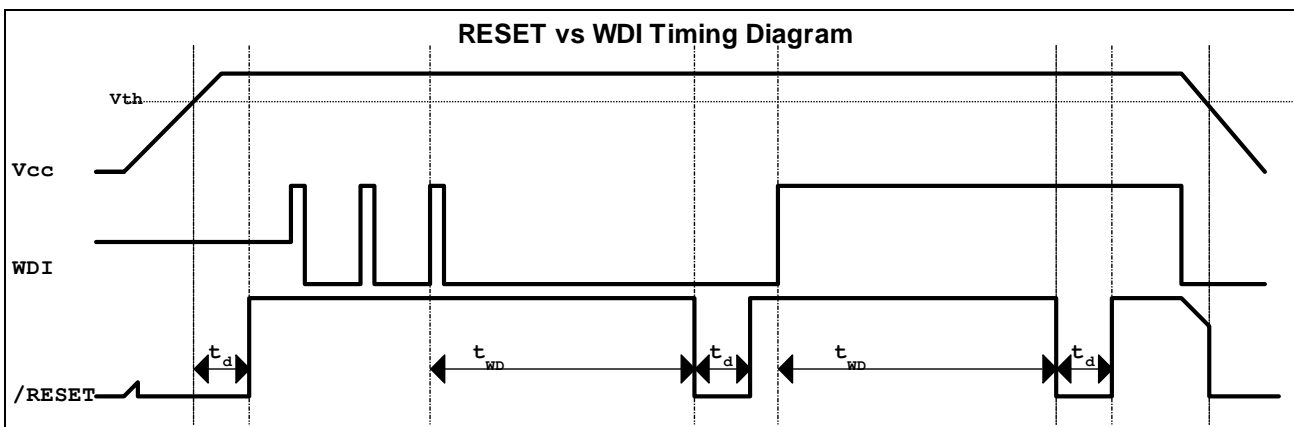 RESET vs WDI Timing Diagram
Vth
Vcc
WDI
td tWD td tWD td
/RESET